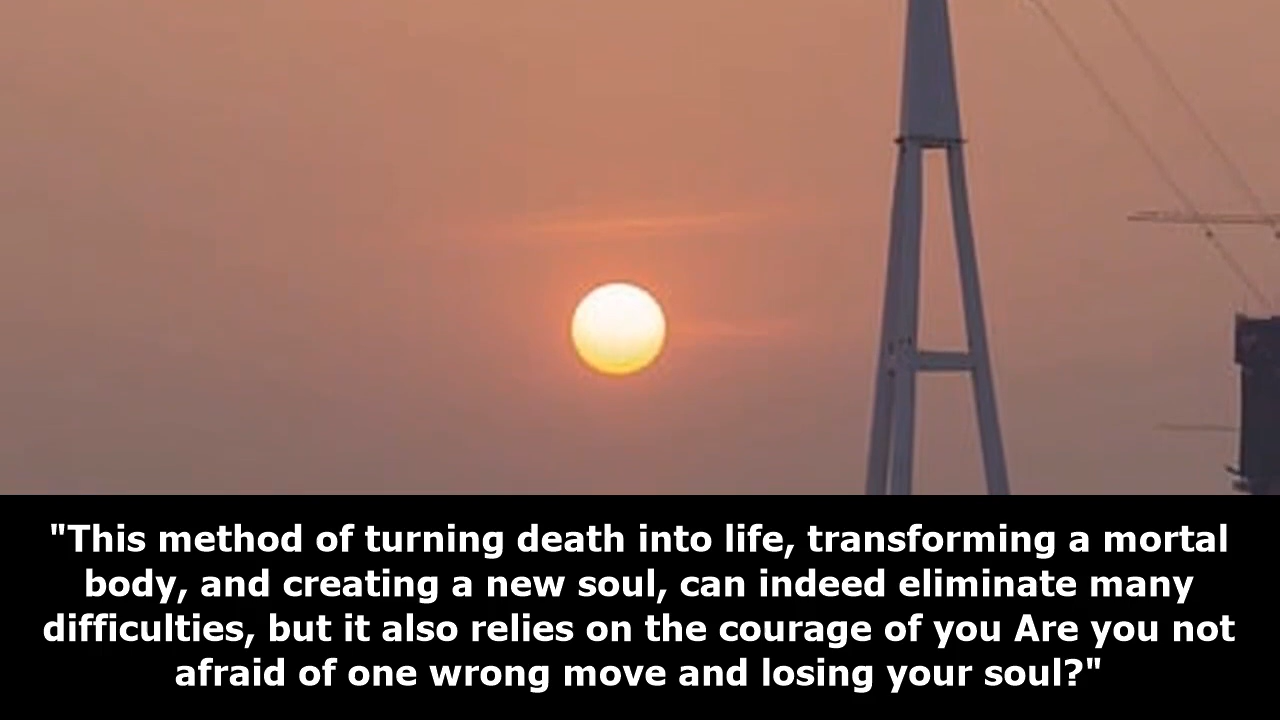 "This method of turning death into life, transforming a mortal
body, and creating a new soul, can indeed eliminate many
difficulties, but it also relies on the courage of you Are you not
afraid of one wrong move and losing your soul?"